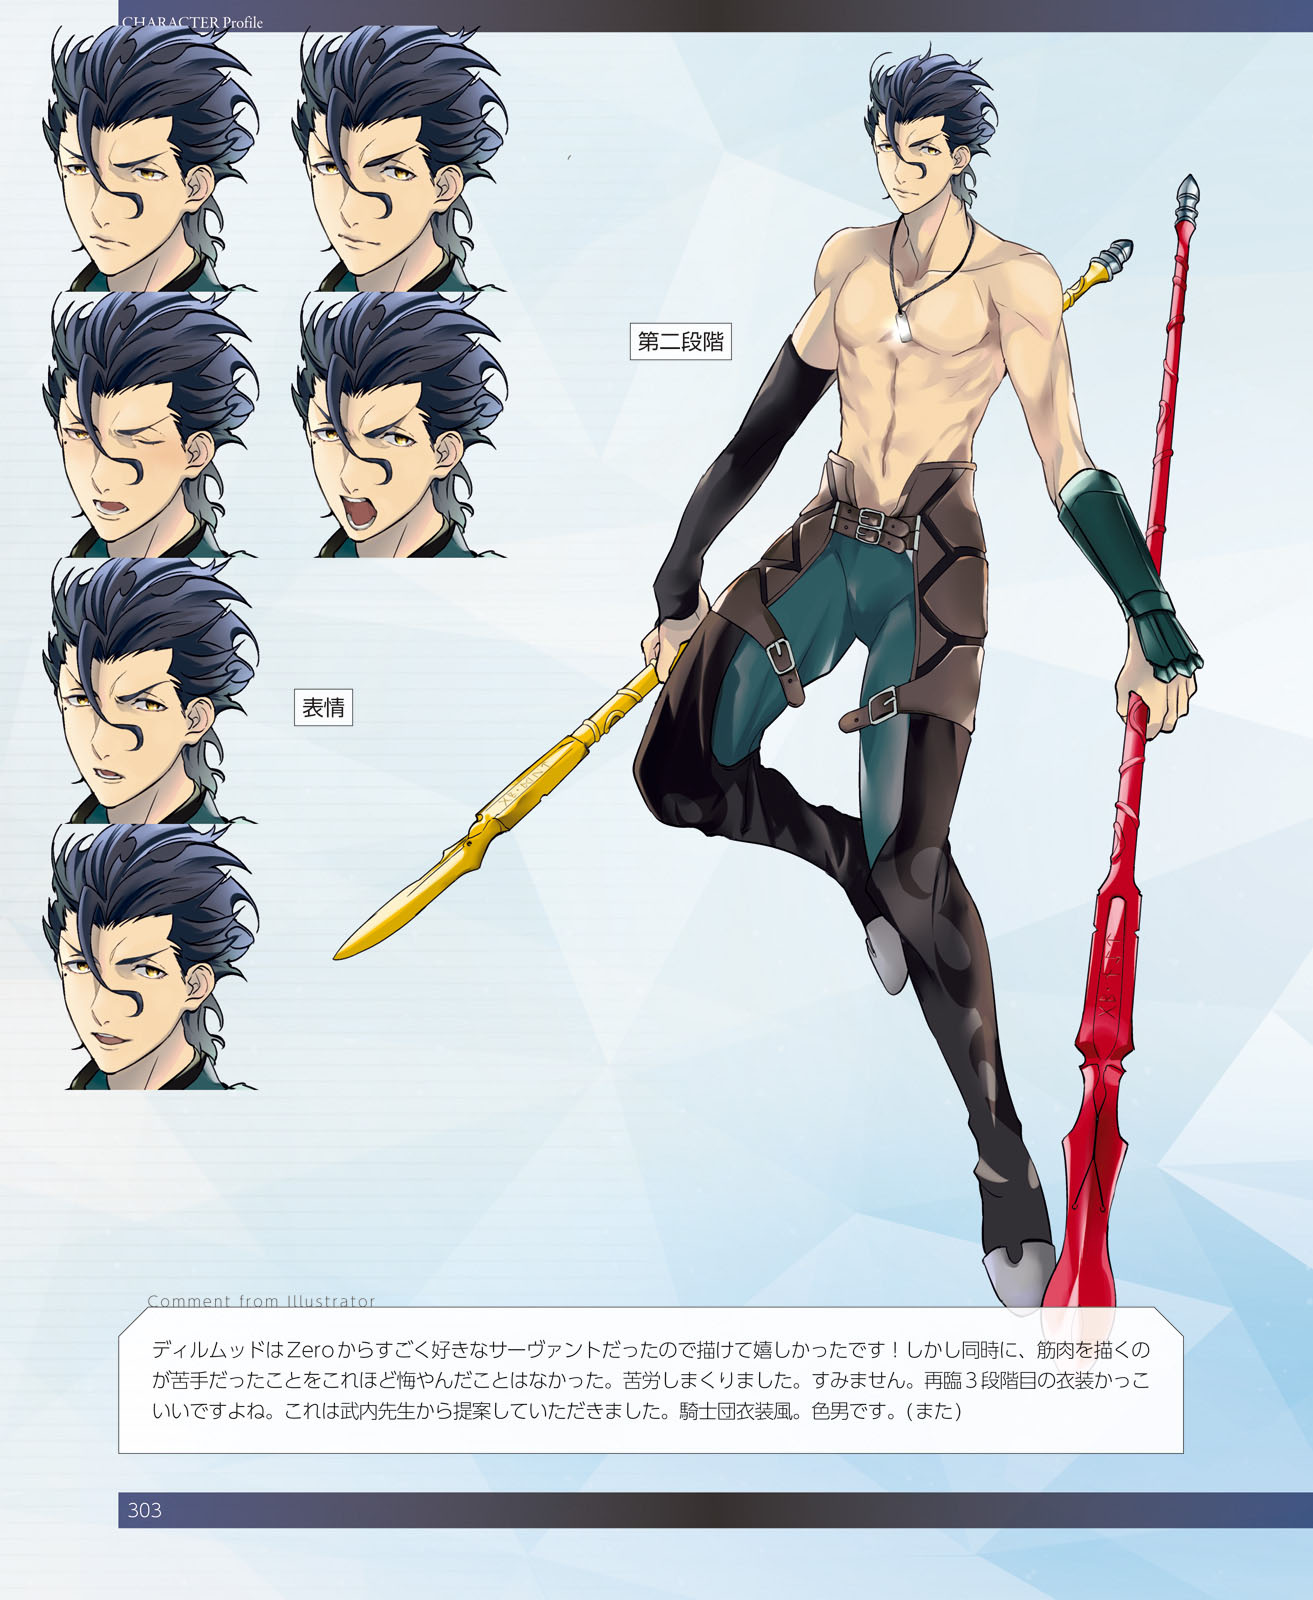 CHARACTER Profile
第二段階
表情
Comment from Illustrator
ディルムッドはZeroからすごく好きなサーヴァントだったので描けて嬉しかったです！しかし同時に、筋肉を描くの
が苦手だったことをこれほど悔やんだことはなかった。苦労しまくりました。すみません。再臨３段階目の衣装かっこ
いいですよね。これは武内先生から提案していただきました。騎士団衣装風。色男です。(また)
303